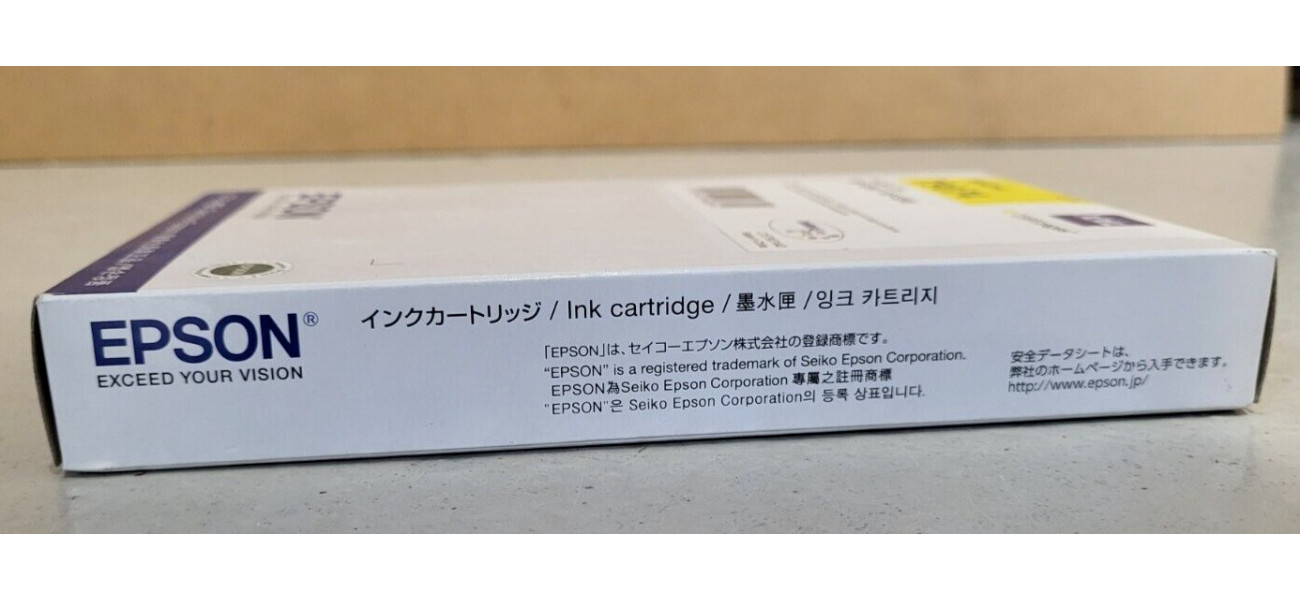 EPSON
EPSON®
EXCEED YOUR VISION
インクカートリッジ / Ink cartridge / 墨水匣 / 잉크 카트리지
「EPSON」は、セイコーエプソン株式会社の登録商標です。
“EPSON” is a registered trademark of Seiko Epson Corporation.
EPSON為Seiko Epson Corporation 專屬之註冊商標
"EPSON"은 Seiko Epson Corporation의 등록 상표입니다.
安全データシートは、
弊社のホームページから入手できます。
http://www.epson.jp/